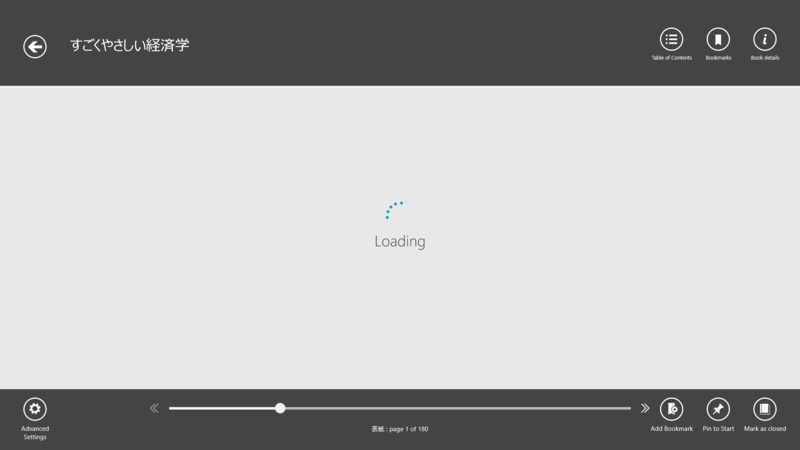 すごくやさしい経済学
Table of Contents
Bookmarks
Book details
Loading
Advanced
Settings
表紙 : page 1 of 180
Add Bookmark
Pin to Start
Mark as closed